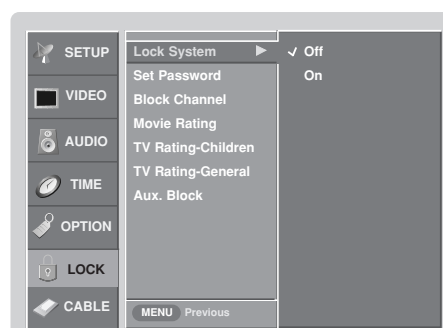 SETUP
VIDEO
AUDIO
TIME
OPTION
LOCK
CABLE
Lock System
Set Password
Block Channel
Movie Rating
TV Rating-Children
TV Rating-General
Aux. Block
MENU Previous
Off
On